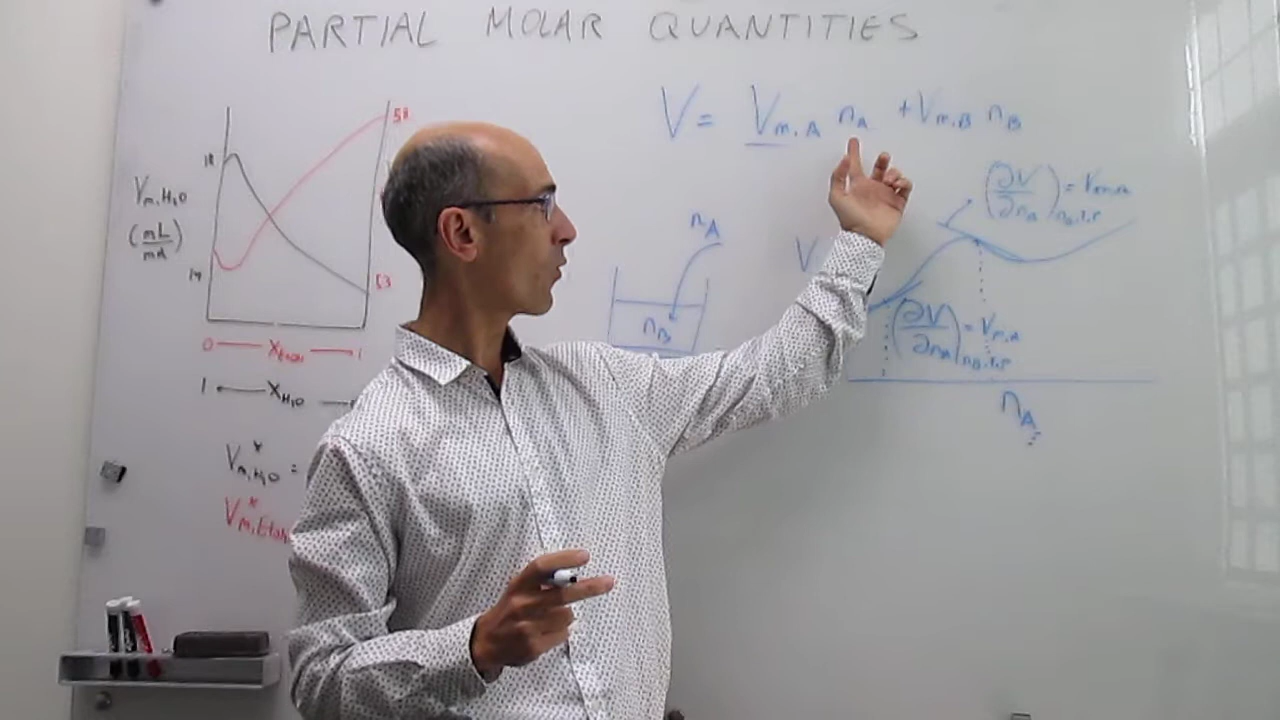 PARTIAL MOLAR QUANTITIES
V = Vm,A nA + Vm,B nB
58
18
Vm,H2O
(mL/mol)
14
53
0 — XEtOH — 1
1 ← XH2O —
V*m,H2O =
V*m,Etoh
nA
nB
V
(∂V/∂nA)nB,T,P = Vm,A
(∂V/∂nA)nB,T,P = Vm,A
nA